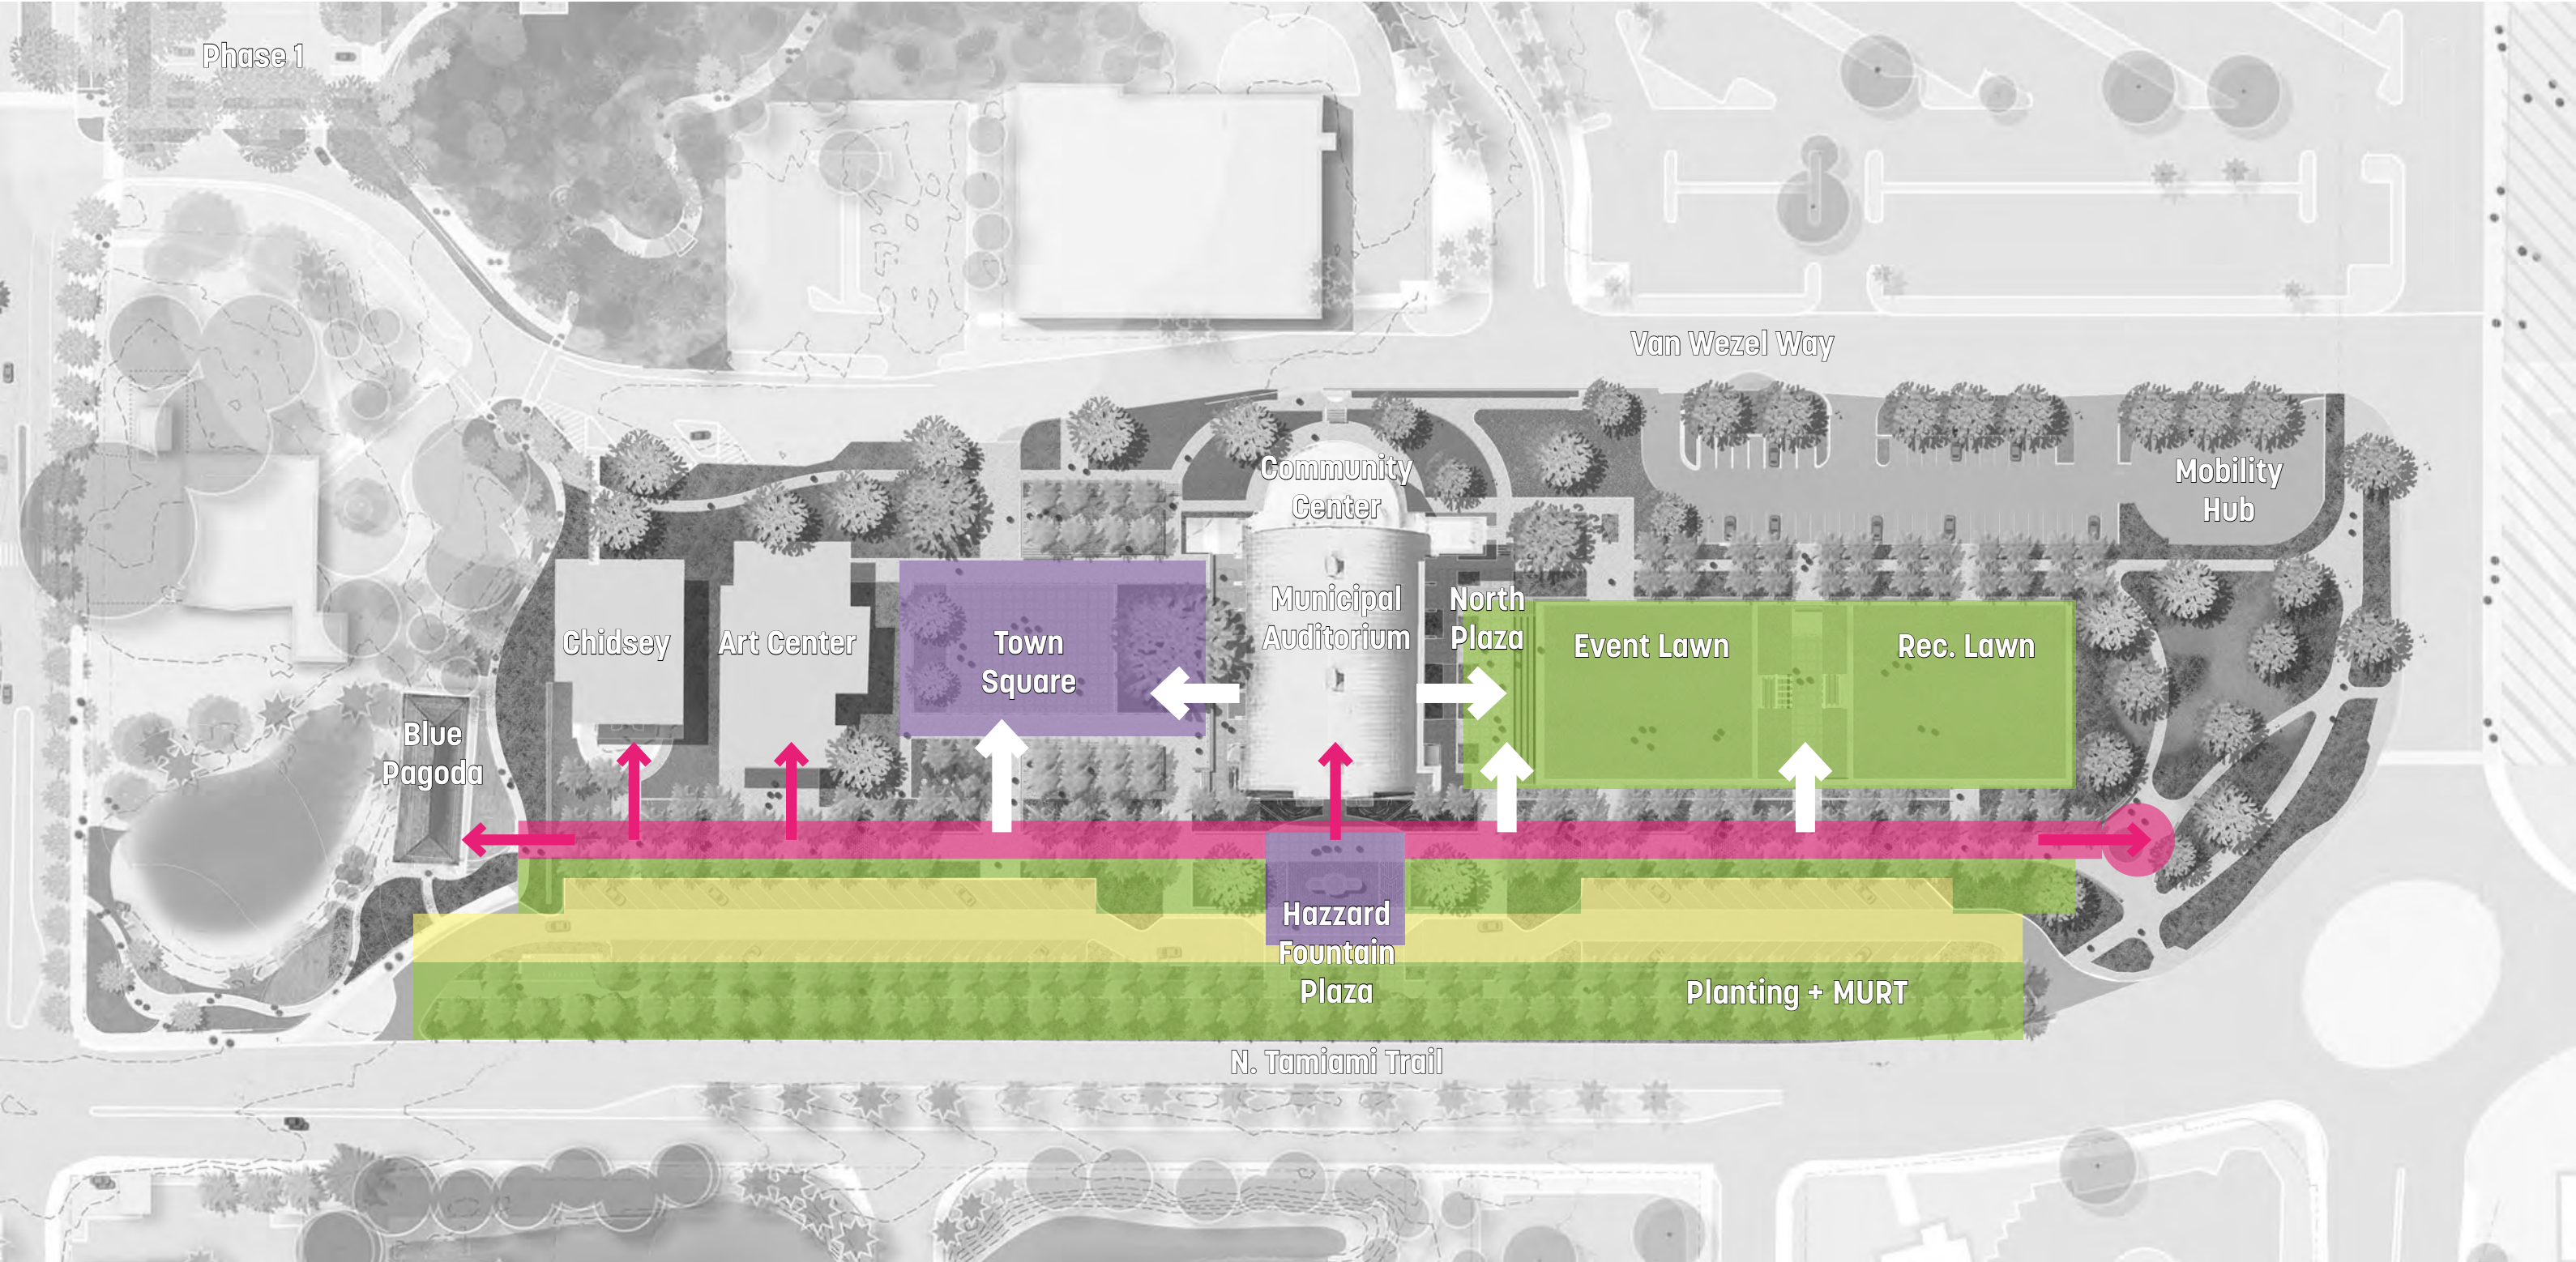 Phase 1
Van Wezel Way
Community
Center
Mobility
Hub
Chidsey
Art Center
Town
Square
Municipal
Auditorium
North
Plaza
Event Lawn
Rec. Lawn
Blue
Pagoda
Hazzard
Fountain
Plaza
Planting + MURT
N. Tamiami Trail